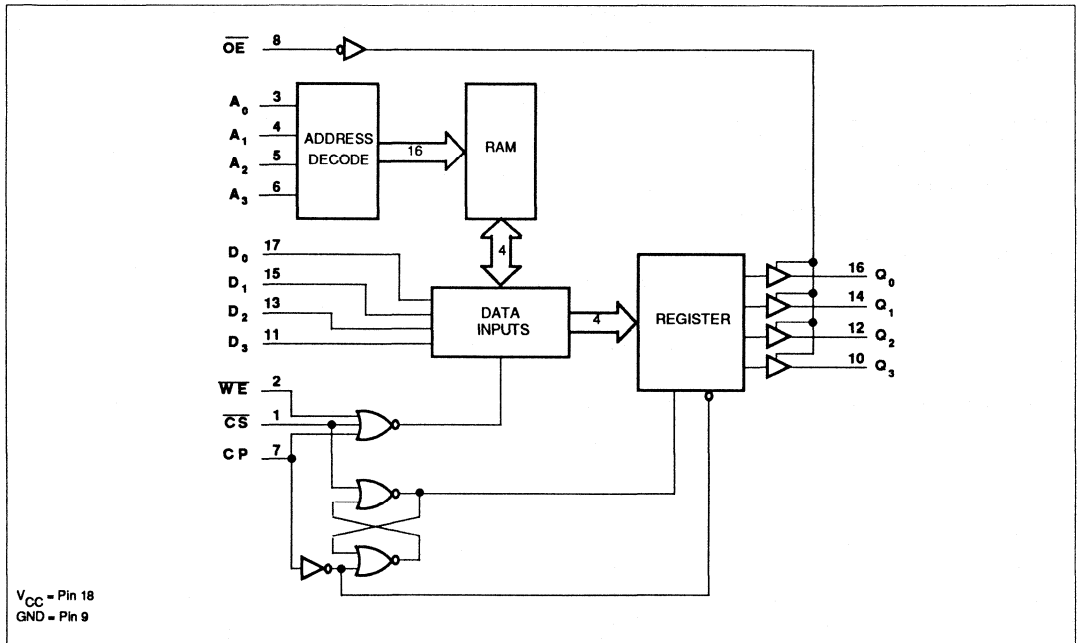 OE 8
A0 3
A1 4
A2 5
A3 6
ADDRESS
DECODE
16
RAM
4
D0 17
D1 15
D2 13
D3 11
DATA
INPUTS
4
REGISTER
16 Q0
14 Q1
12 Q2
10 Q3
WE 2
CS 1
CP 7
VCC = Pin 18
GND = Pin 9